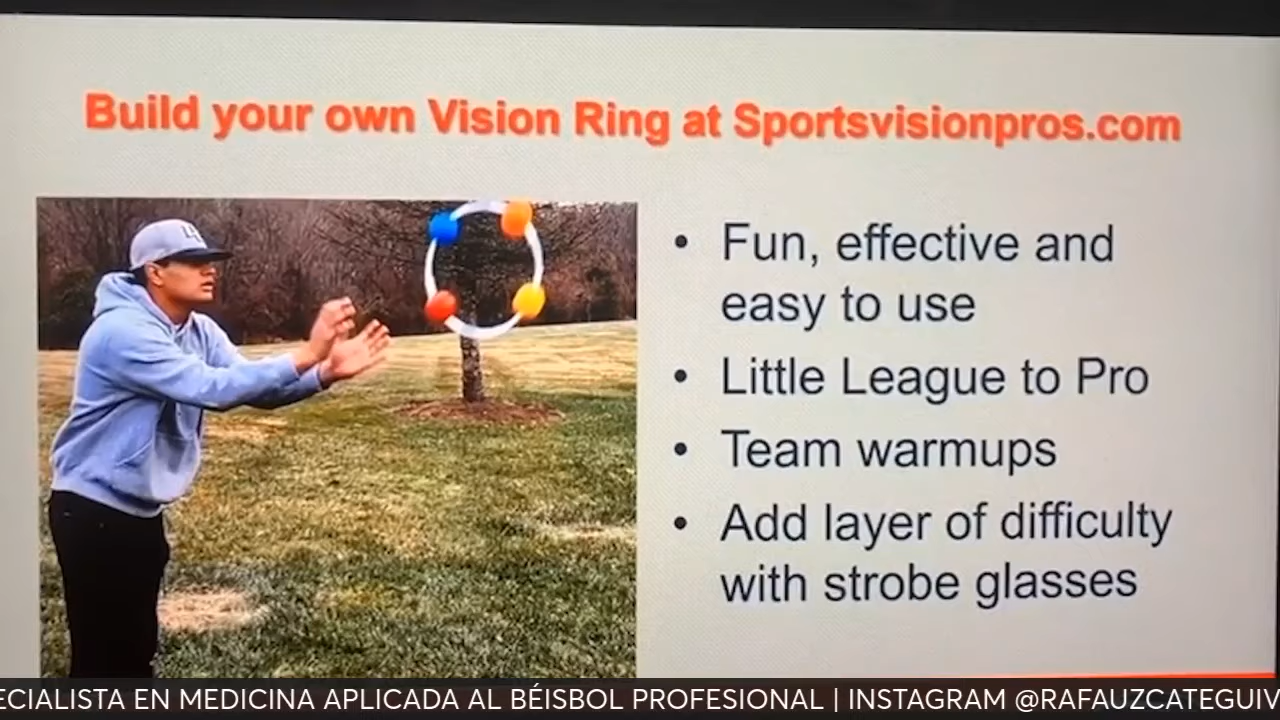 Build your own Vision Ring at Sportsvisionpros.com
• Fun, effective and
easy to use
• Little League to Pro
• Team warmups
• Add layer of difficulty
with strobe glasses
ECIALISTA EN MEDICINA APLICADA AL BÉISBOL PROFESIONAL | INSTAGRAM @RAFAUZCATEGUIV